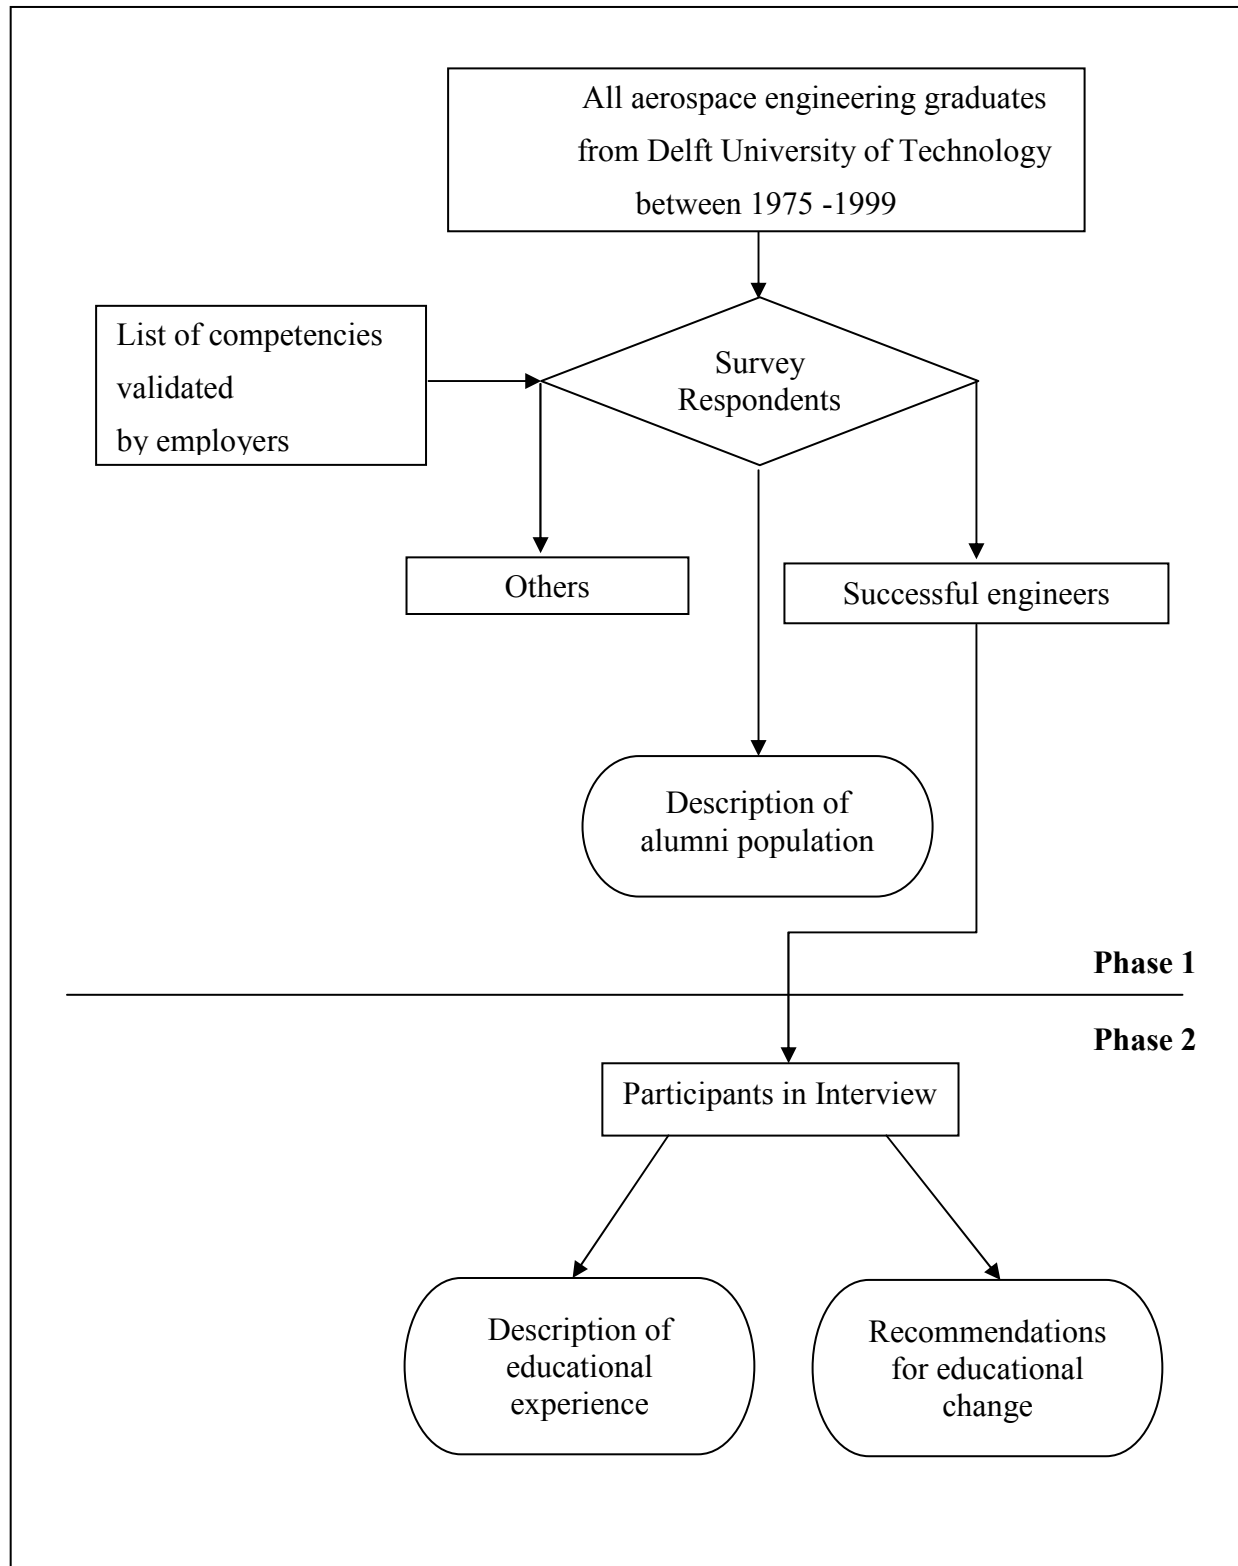 All aerospace engineering graduates
from Delft University of Technology
between 1975 -1999
List of competencies
validated
by employers
Survey
Respondents
Others
Successful engineers
Description of
alumni population
Phase 1
Phase 2
Participants in Interview
Description of
educational
experience
Recommendations
for educational
change